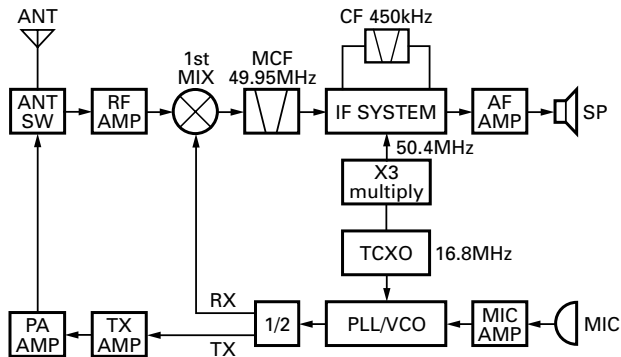 ANT
CF 450kHz
1st
MIX
MCF
49.95MHz
ANT
SW
RF
AMP
IF SYSTEM
AF
AMP
SP
50.4MHz
X3
multiply
TCXO
16.8MHz
RX
PA
AMP
TX
AMP
TX
1/2
PLL/VCO
MIC
AMP
MIC